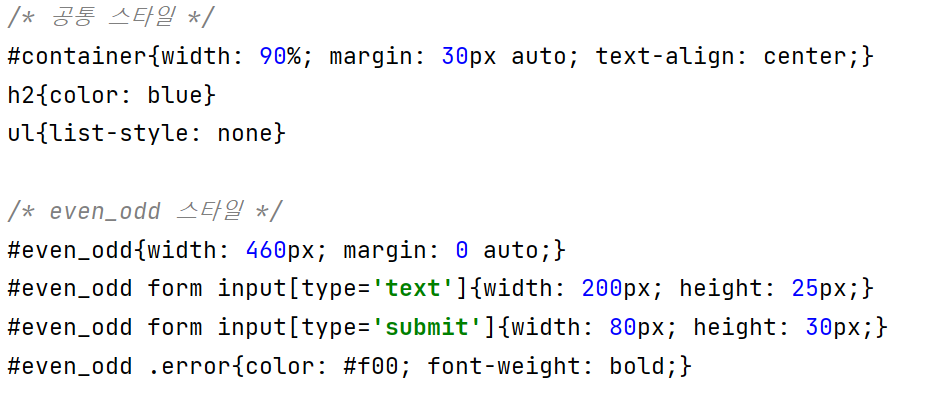 /* 공통 스타일 */
#container{width: 90%; margin: 30px auto; text-align: center;}
h2{color: blue}
ul{list-style: none}
/* even_odd 스타일 */
#even_odd{width: 460px; margin: 0 auto;}
#even_odd form input[type='text']{width: 200px; height: 25px;}
#even_odd form input[type='submit']{width: 80px; height: 30px;}
#even_odd .error{color: #f00; font-weight: bold;}